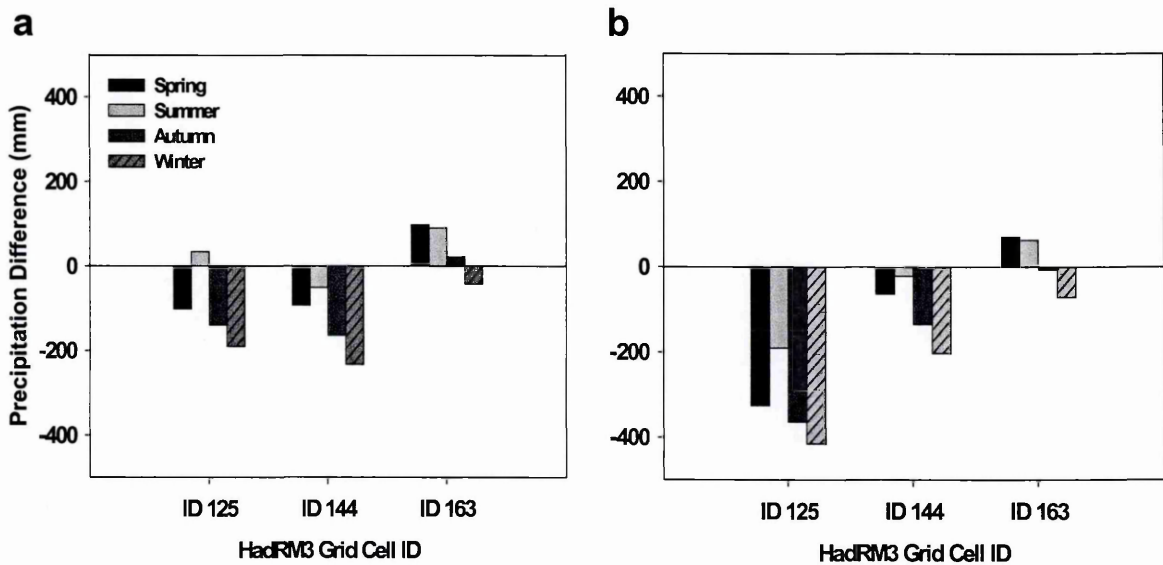 a
b
Precipitation Difference (mm)
400
200
0
-200
-400
Spring
Summer
Autumn
Winter
ID 125
ID 144
ID 163
HadRM3 Grid Cell ID
400
200
0
-200
-400
ID 125
ID 144
ID 163
HadRM3 Grid Cell ID